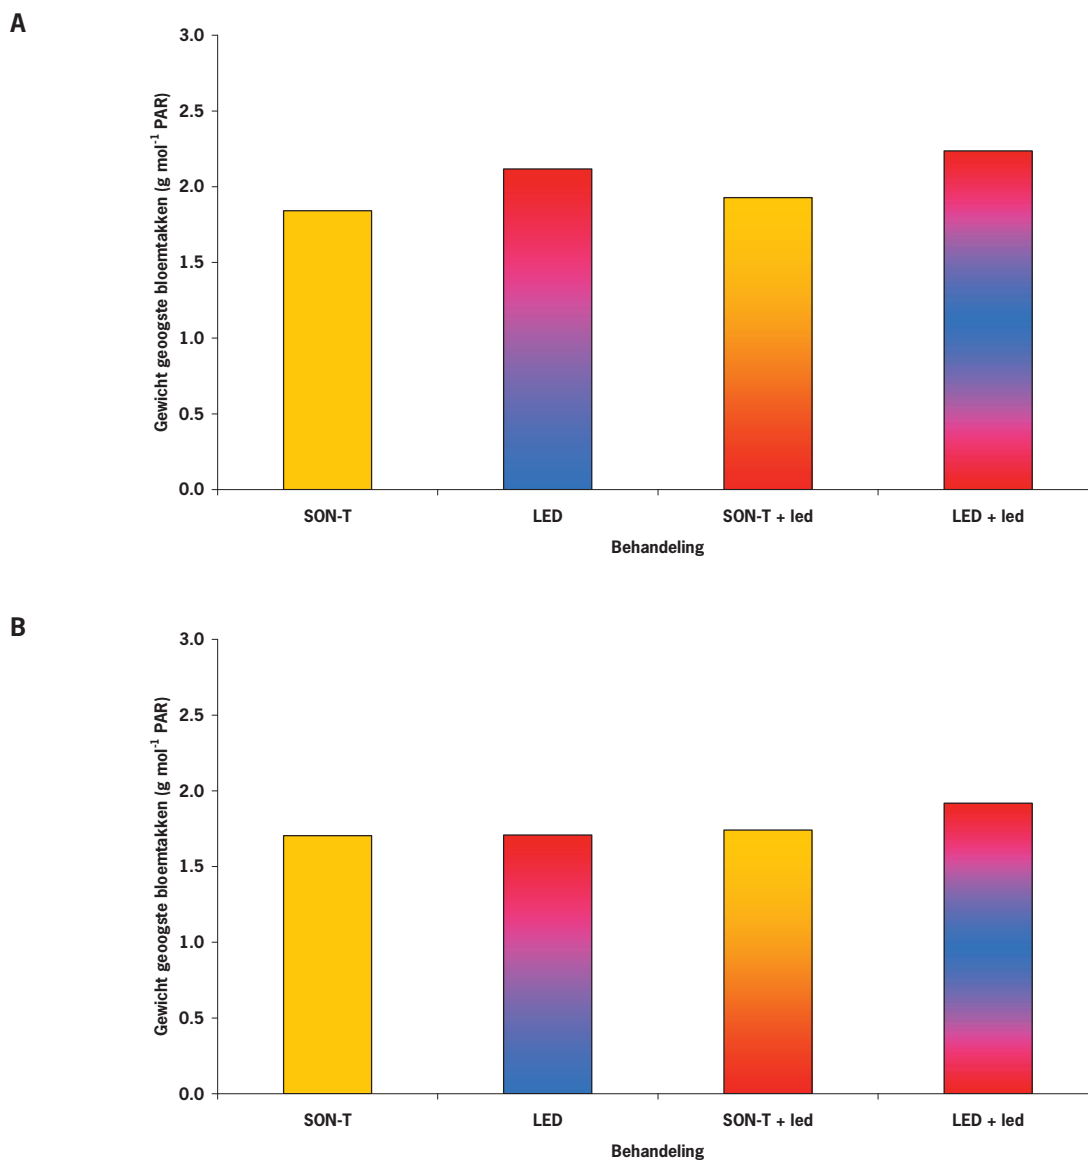 A
3.0
2.5
2.0
1.5
1.0
0.5
0.0
Gewicht geoogste bloemtakken (g mol⁻¹ PAR)
SON-T LED SON-T + led LED + led
Behandeling
B
3.0
2.5
2.0
1.5
1.0
0.5
0.0
Gewicht geoogste bloemtakken (g mol⁻¹ PAR)
SON-T LED SON-T + led LED + led
Behandeling